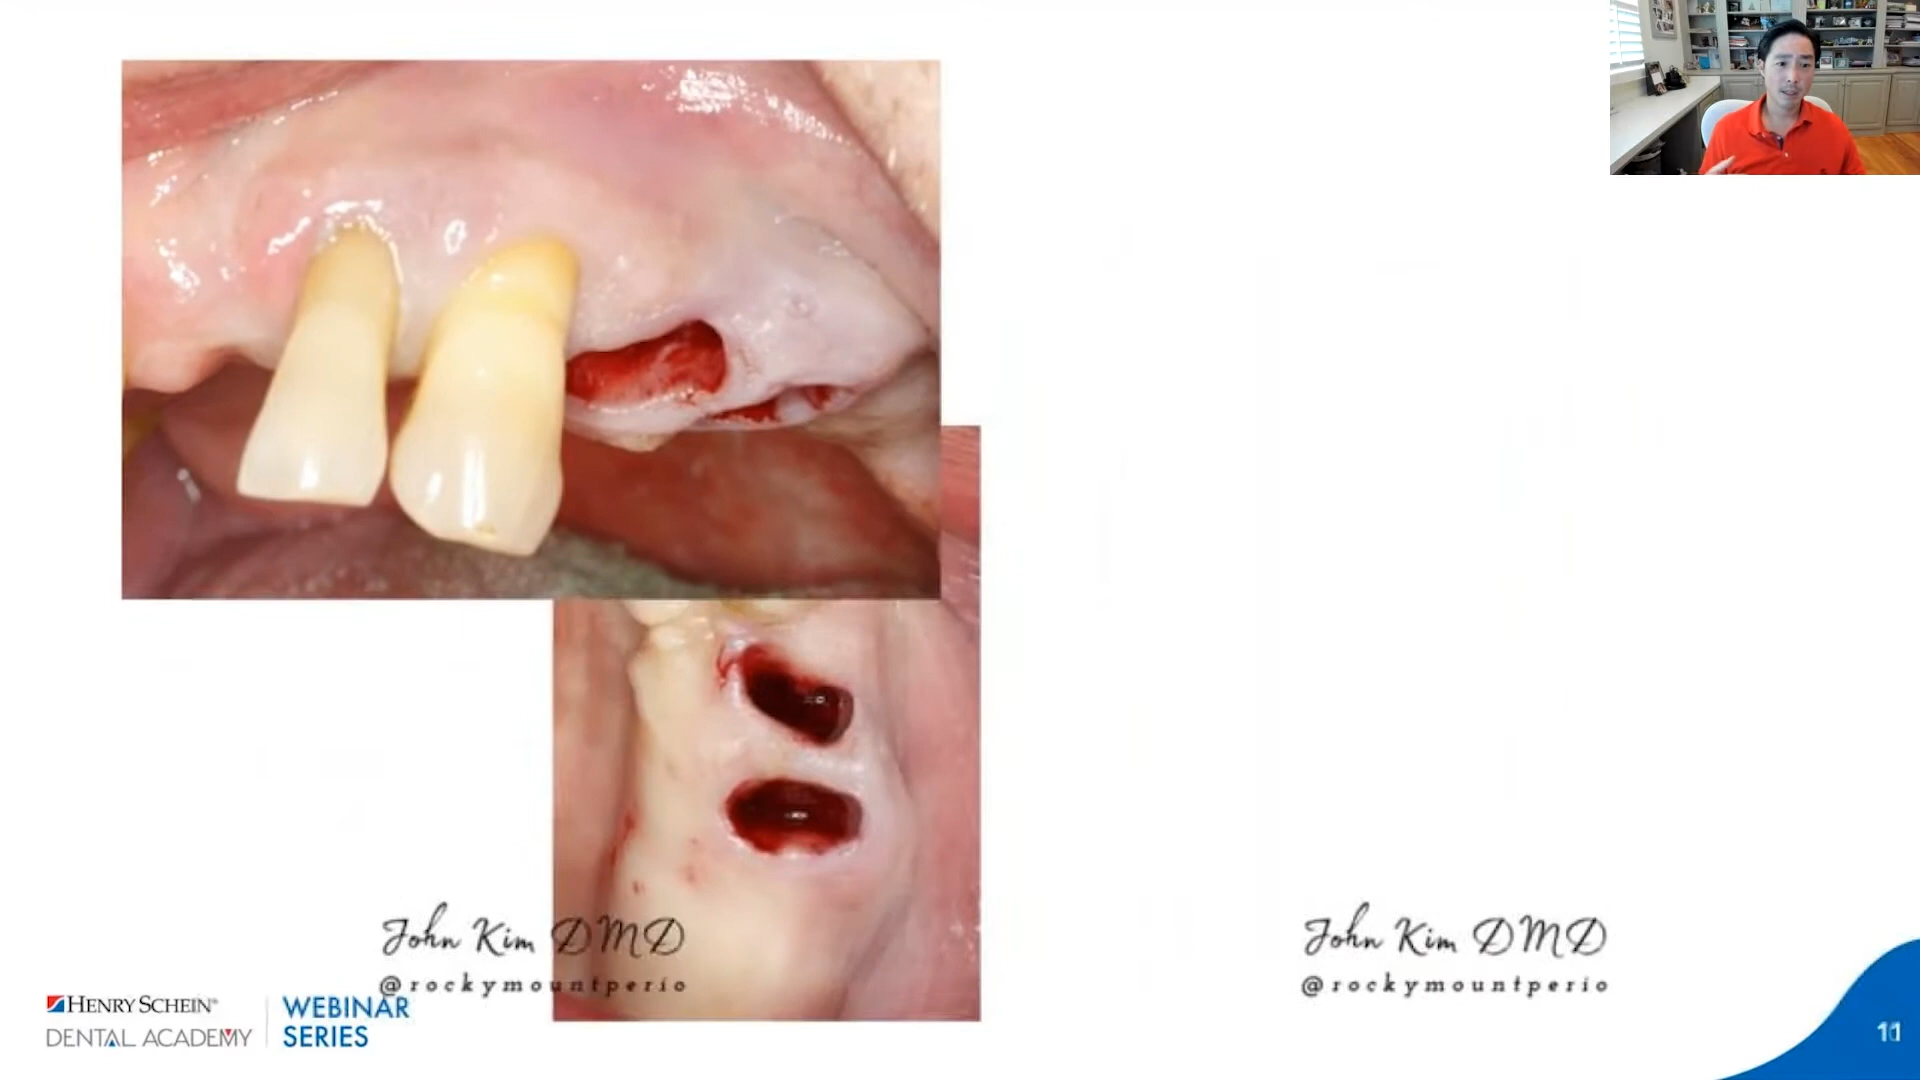 John Kim DMD
@rockymountperio
John Kim DMD
@rockymountperio
HENRY SCHEIN®
DENTAL ACADEMY
WEBINAR
SERIES
11